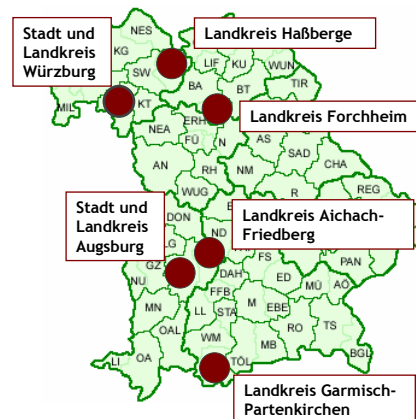 Stadt und
Landkreis
Würzburg
Landkreis Haßberge
Landkreis Forchheim
Stadt und
Landkreis
Augsburg
Landkreis Aichach-
Friedberg
Landkreis Garmisch-
Partenkirchen
NES
KG
LIF
KU
WUN
SW
BA
BT
TIR
MIL
KT
NEA
ERH
FÜ
N
AS
SAD
CHA
AN
RH
NM
WUG
R
REG
DON
ND
PAN
GZ
NU
DAH
FS
ED
MÜ
AÖ
FFB
MN
LL
STA
M
EBE
RO
TS
BGL
OAL
WM
TÖL
MB
LI
OA